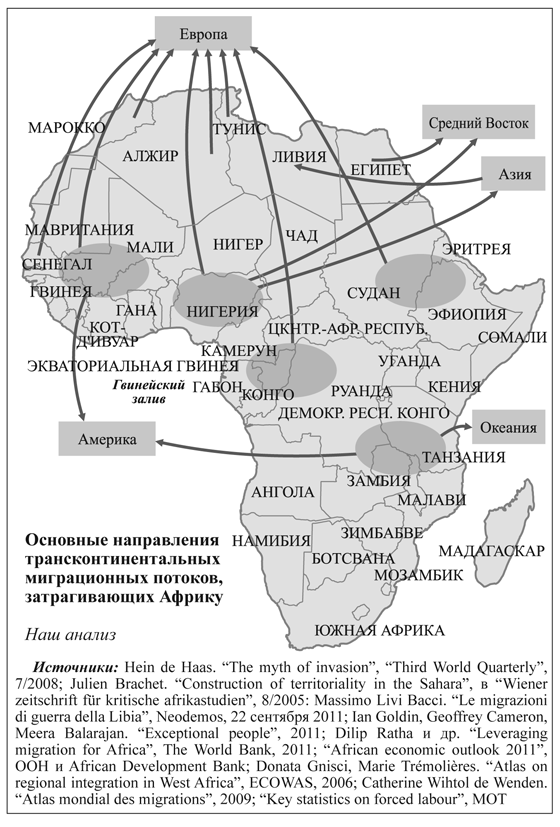 Европа
Средний Восток
Азия
МАРОККО
ТУНИС
АЛЖИР
ЛИВИЯ
ЕГИПЕТ
МАВРИТАНИЯ
МАЛИ
НИГЕР
ЧАД
ЭРИТРЕЯ
СЕНЕГАЛ
СУДАН
ГВИНЕЯ
ГАНА
НИГЕРИЯ
ЭФИОПИЯ
КОТ-
Д'ИВУАР
ЦКНТР.-АФР. РЕСПУБ.
СОМАЛИ
КАМЕРУН
ЭКВАТОРИАЛЬНАЯ ГВИНЕЯ
УГАНДА
Гвинейский
залив
ГАБОН
КОНГО
РУАНДА
КЕНИЯ
ДЕМОКР. РЕСН. КОНГО
Америка
Океания
ТАНЗАНИЯ
ЗАМБИЯ
АНГОЛА
МАЛАВИ
ЗИМБАБВЕ
НАМИБИЯ
БОТСВАНА
МАДАГАСКАР
МОЗАМБИК
ЮЖНАЯ АФРИКА
Основные направления
трансконтинентальных
миграционных потоков,
затрагивающих Африку
Наш анализ
Источники: Hein de Haas. “The myth of invasion”, “Third World Quarterly”,
7/2008; Julien Brachet. “Construction of territoriality in the Sahara”, в “Wiener
zeitschrift für kritische afrikastudien”, 8/2005: Massimo Livi Bacci. “Le migrazioni
di guerra della Libia”, Neodemos, 22 сентября 2011; Ian Goldin, Geoffrey Cameron,
Meera Balarajan. “Exceptional people”, 2011; Dilip Ratha и др. “Leveraging
migration for Africa”, The World Bank, 2011; “African economic outlook 2011”,
ООН и African Development Bank; Donata Gnisci, Marie Trémolières. “Atlas on
regional integration in West Africa”, ECOWAS, 2006; Catherine Wihtol de Wenden.
“Atlas mondial des migrations”, 2009; “Key statistics on forced labour”, МОТ